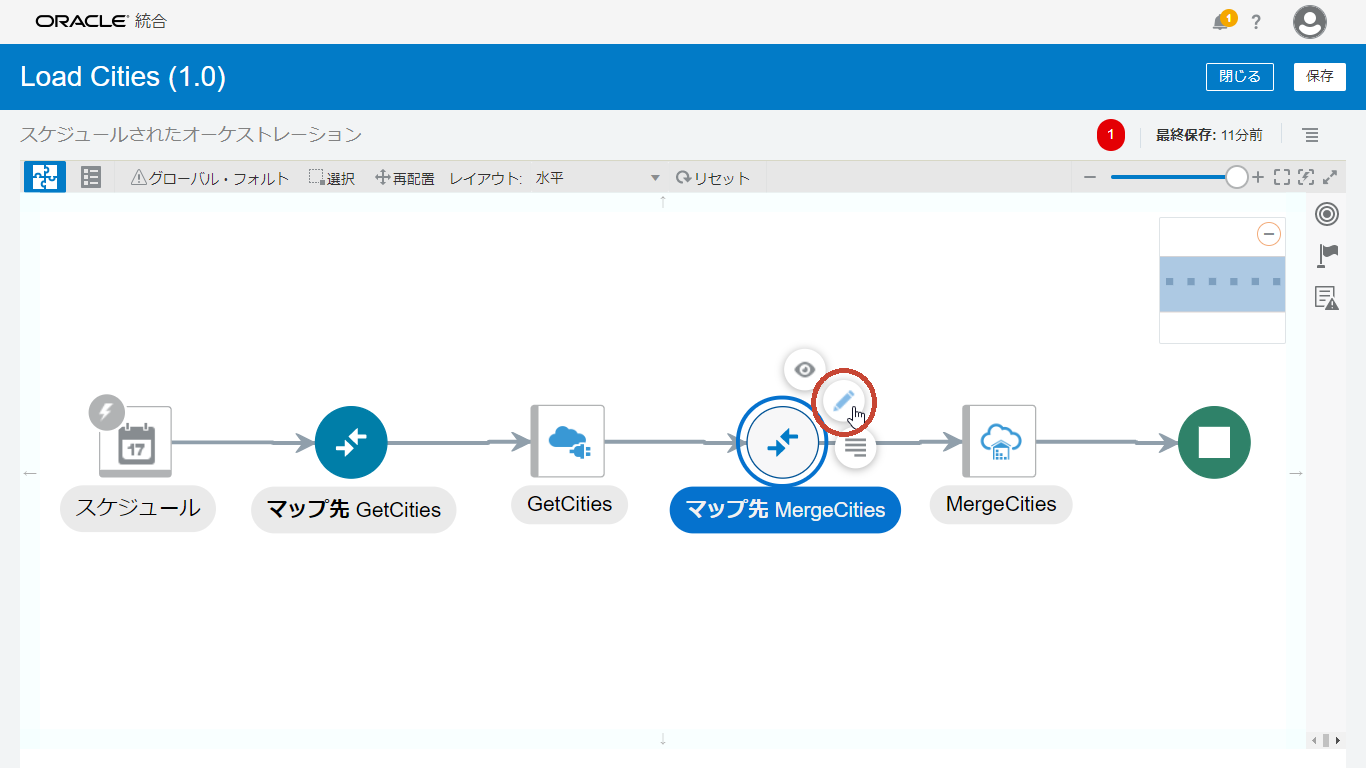 ORACLE® 統合
1
?
Load Cities (1.0)
閉じる
保存
スケジュールされたオーケストレーション
1
最終保存: 11分前
グローバル・フォルト
選択
再配置
レイアウト: 水平
リセット
17
スケジュール
マップ先 GetCities
GetCities
マップ先 MergeCities
MergeCities